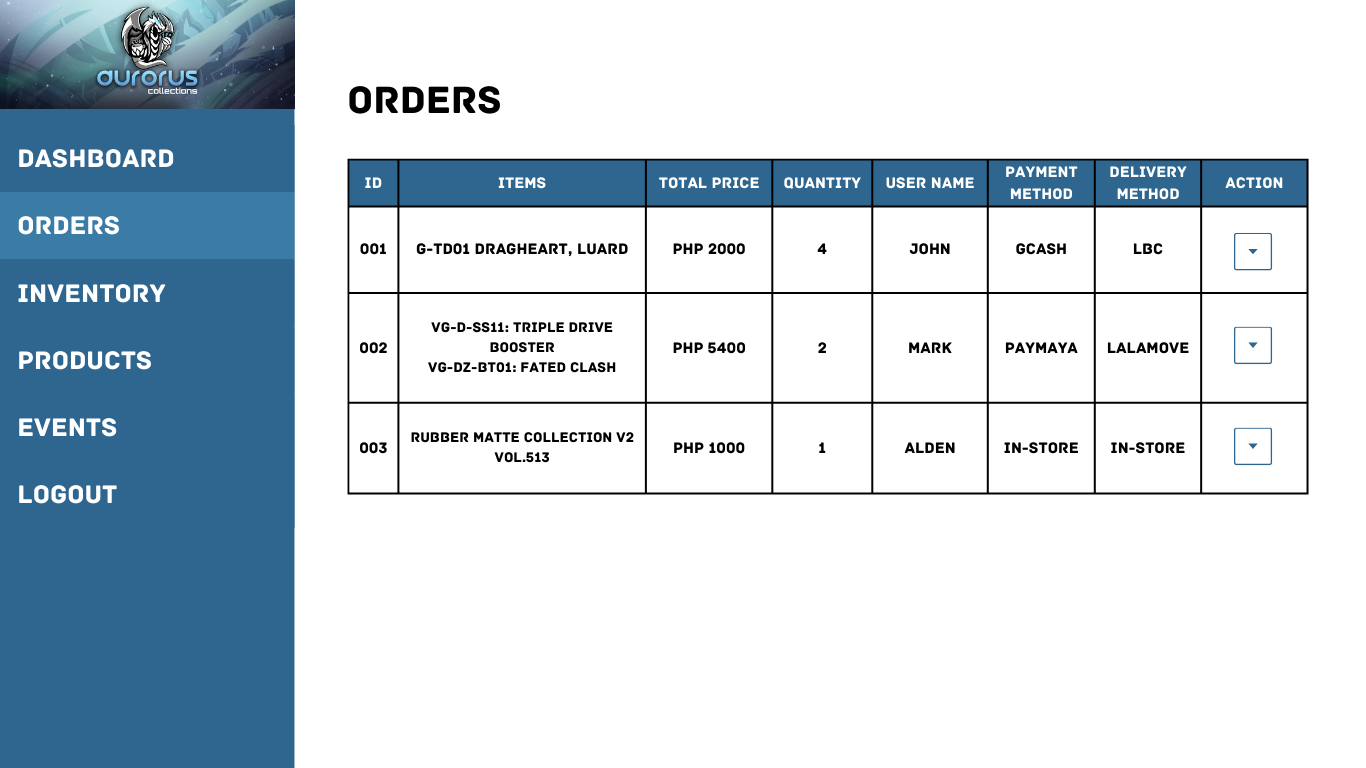 aurorus
collections
DASHBOARD
ORDERS
INVENTORY
PRODUCTS
EVENTS
LOGOUT
ORDERS
ID ITEMS TOTAL PRICE QUANTITY USER NAME PAYMENT METHOD DELIVERY METHOD ACTION
001 G-TD01 DRAGHEART, LUARD PHP 2000 4 JOHN GCASH LBC
002 VG-D-SS11: TRIPLE DRIVE BOOSTER VG-DZ-BT01: FATED CLASH PHP 5400 2 MARK PAYMAYA LALAMOVE
003 RUBBER MATTE COLLECTION V2 VOL.513 PHP 1000 1 ALDEN IN-STORE IN-STORE